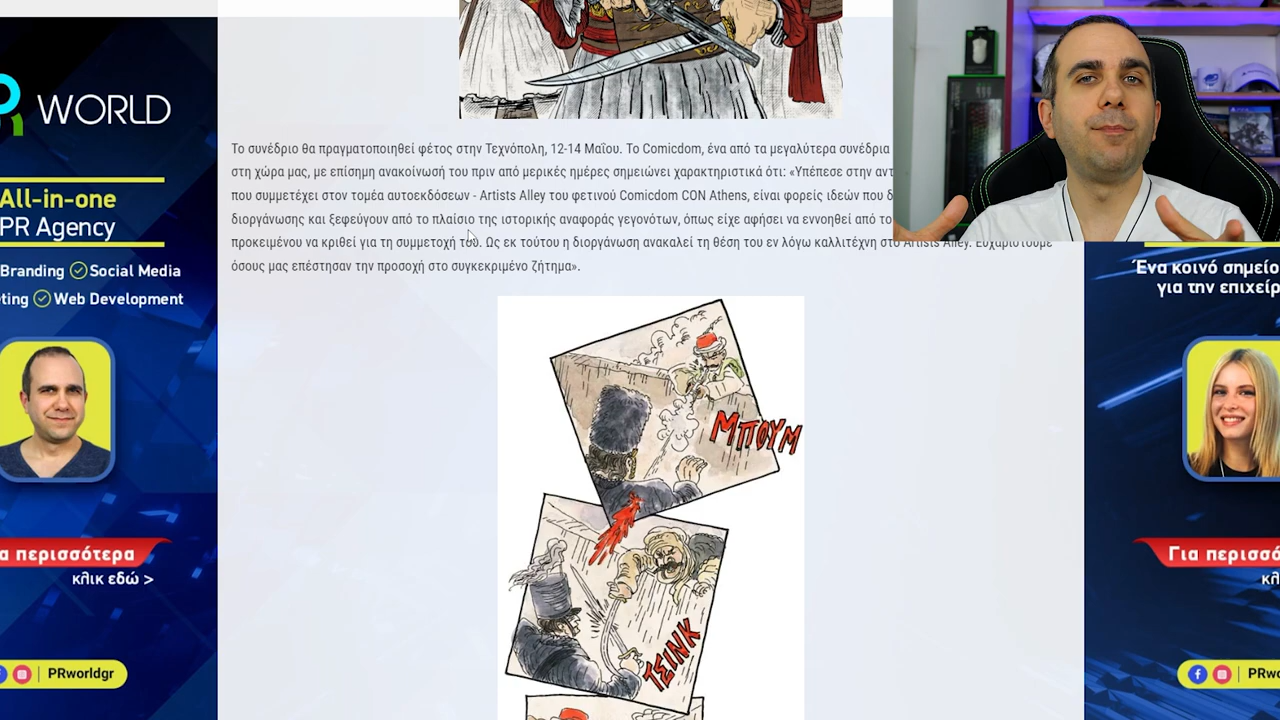 WORLD
All-in-one
PR Agency
Branding Social Media
Web Development
περισσότερα
κλικ εδώ >
PRworldgr
Το συνέδριο θα πραγματοποιηθεί φέτος στην Τεχνόπολη, 12-14 Μαΐου. Το Comicdom, ένα από τα μεγαλύτερα συνέδρια
στη χώρα μας, με επίσημη ανακοίνωσή του πριν από μερικές ημέρες σημειώνει χαρακτηριστικά ότι: «Υπέπεσε στην
που συμμετέχει στον τομέα αυτοεκδόσεων - Artists Alley του φετινού Comicdom CON Athens, είναι φορείς ιδεών που
διοργάνωσης και ξεφεύγουν από το πλαίσιο της ιστορικής αναφοράς γεγονότων, όπως είχε αφήσει να εννοηθεί από το
προκειμένου να κριθεί για τη συμμετοχή του. Ως εκ τούτου η διοργάνωση ανακαλεί τη θέση του εν λόγω καλλιτέχνη στο Artists Alley. Ευχαριστούμε
όσους μας επέστησαν την προσοχή στο συγκεκριμένο ζήτημα».
ΜΠΟΥΜ
ΤΣΙΝΚ
Ένα κοινό σημείο
για την επιχείρ
Για περισσό
κλ
PRwo